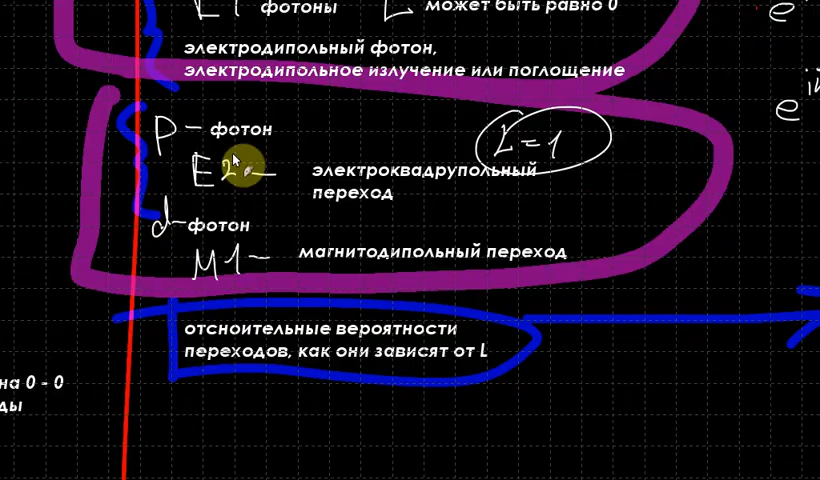 фотоны может быть равно 0
электродипольный фотон,
электродипольное излучение или поглощение
e
P – фотон
L = 1
E2 – электроквадрупольный
переход
d – фотон
M1 – магнитодипольный переход
отсноительные вероятности
переходов, как они зависят от L
на 0 - 0
ды